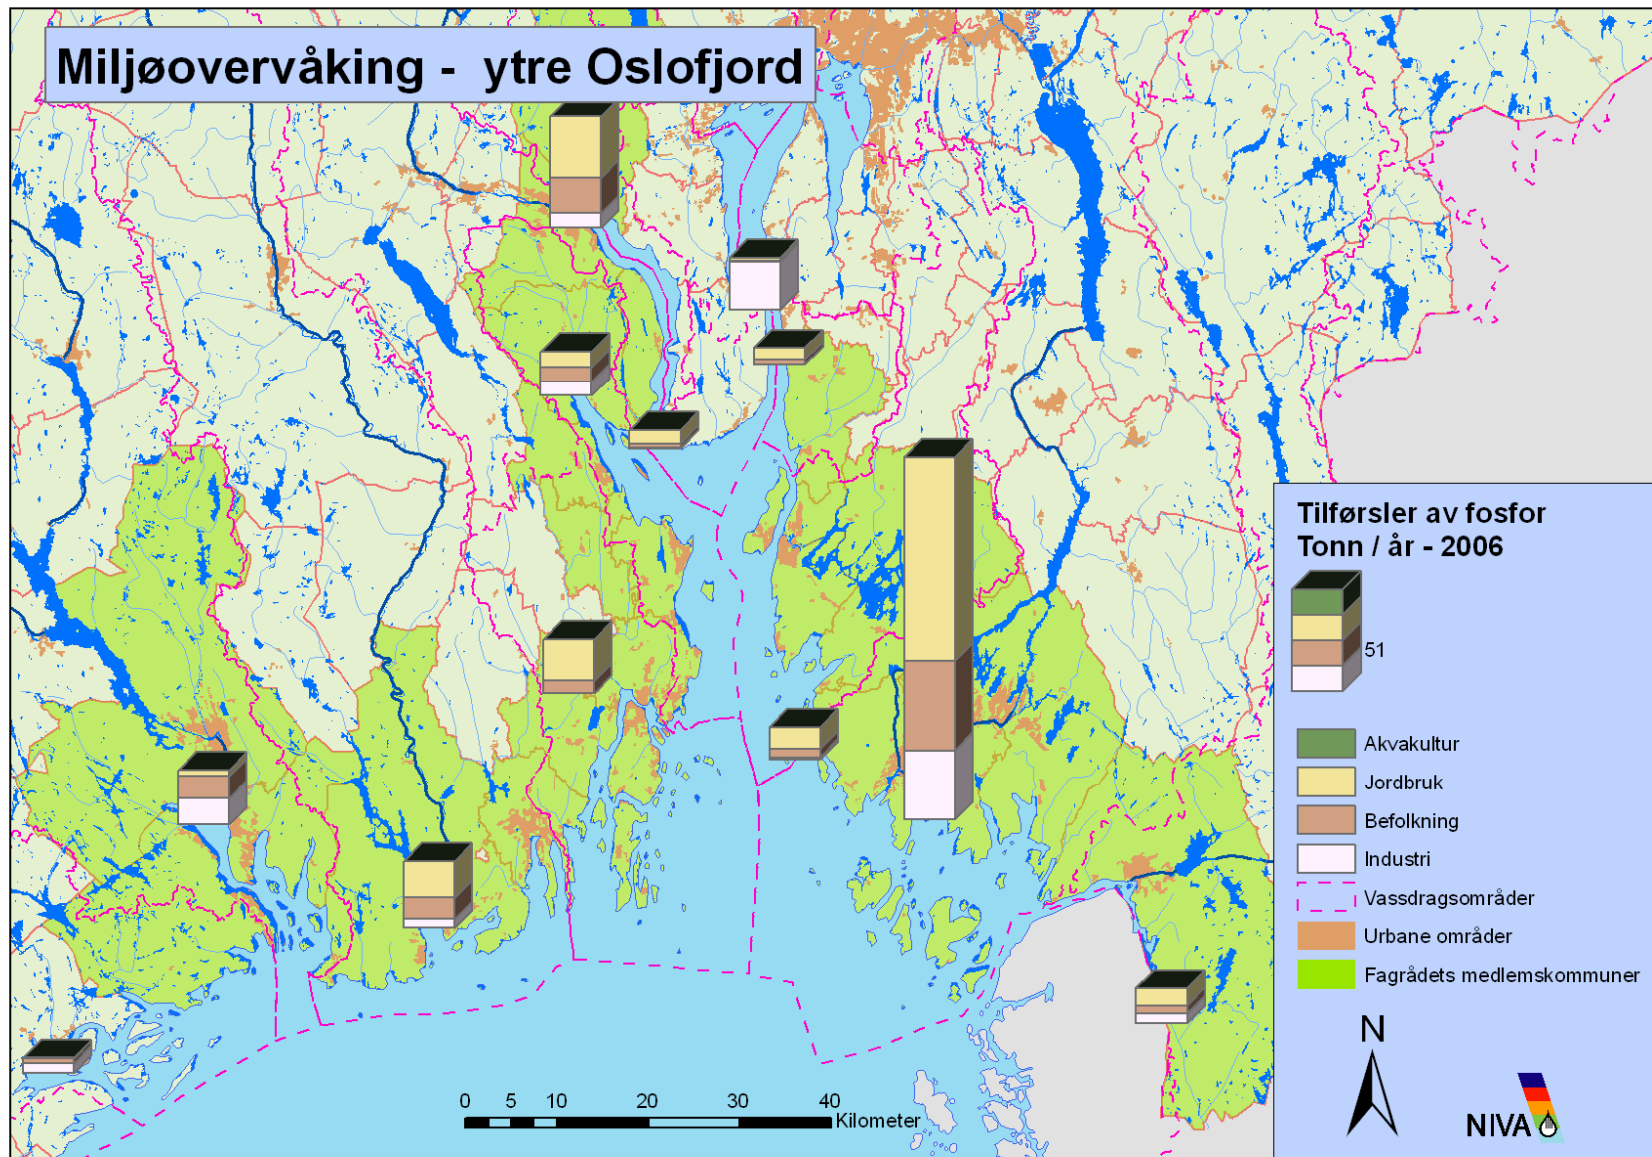 Miljøovervåking - ytre Oslofjord
Tilførsler av fosfor
Tonn / år - 2006
51
Akvakultur
Jordbruk
Befolkning
Industri
Vassdragsområder
Urbane områder
Fagrådets medlemskommuner
N
NIVA
0 5 10 20 30 40
Kilometer